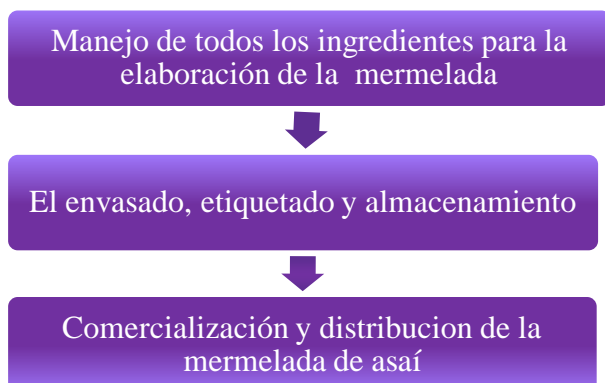 Manejo de todos los ingredientes para la
elaboración de la mermelada
El envasado, etiquetado y almacenamiento
Comercialización y distribucion de la
mermelada de asaí